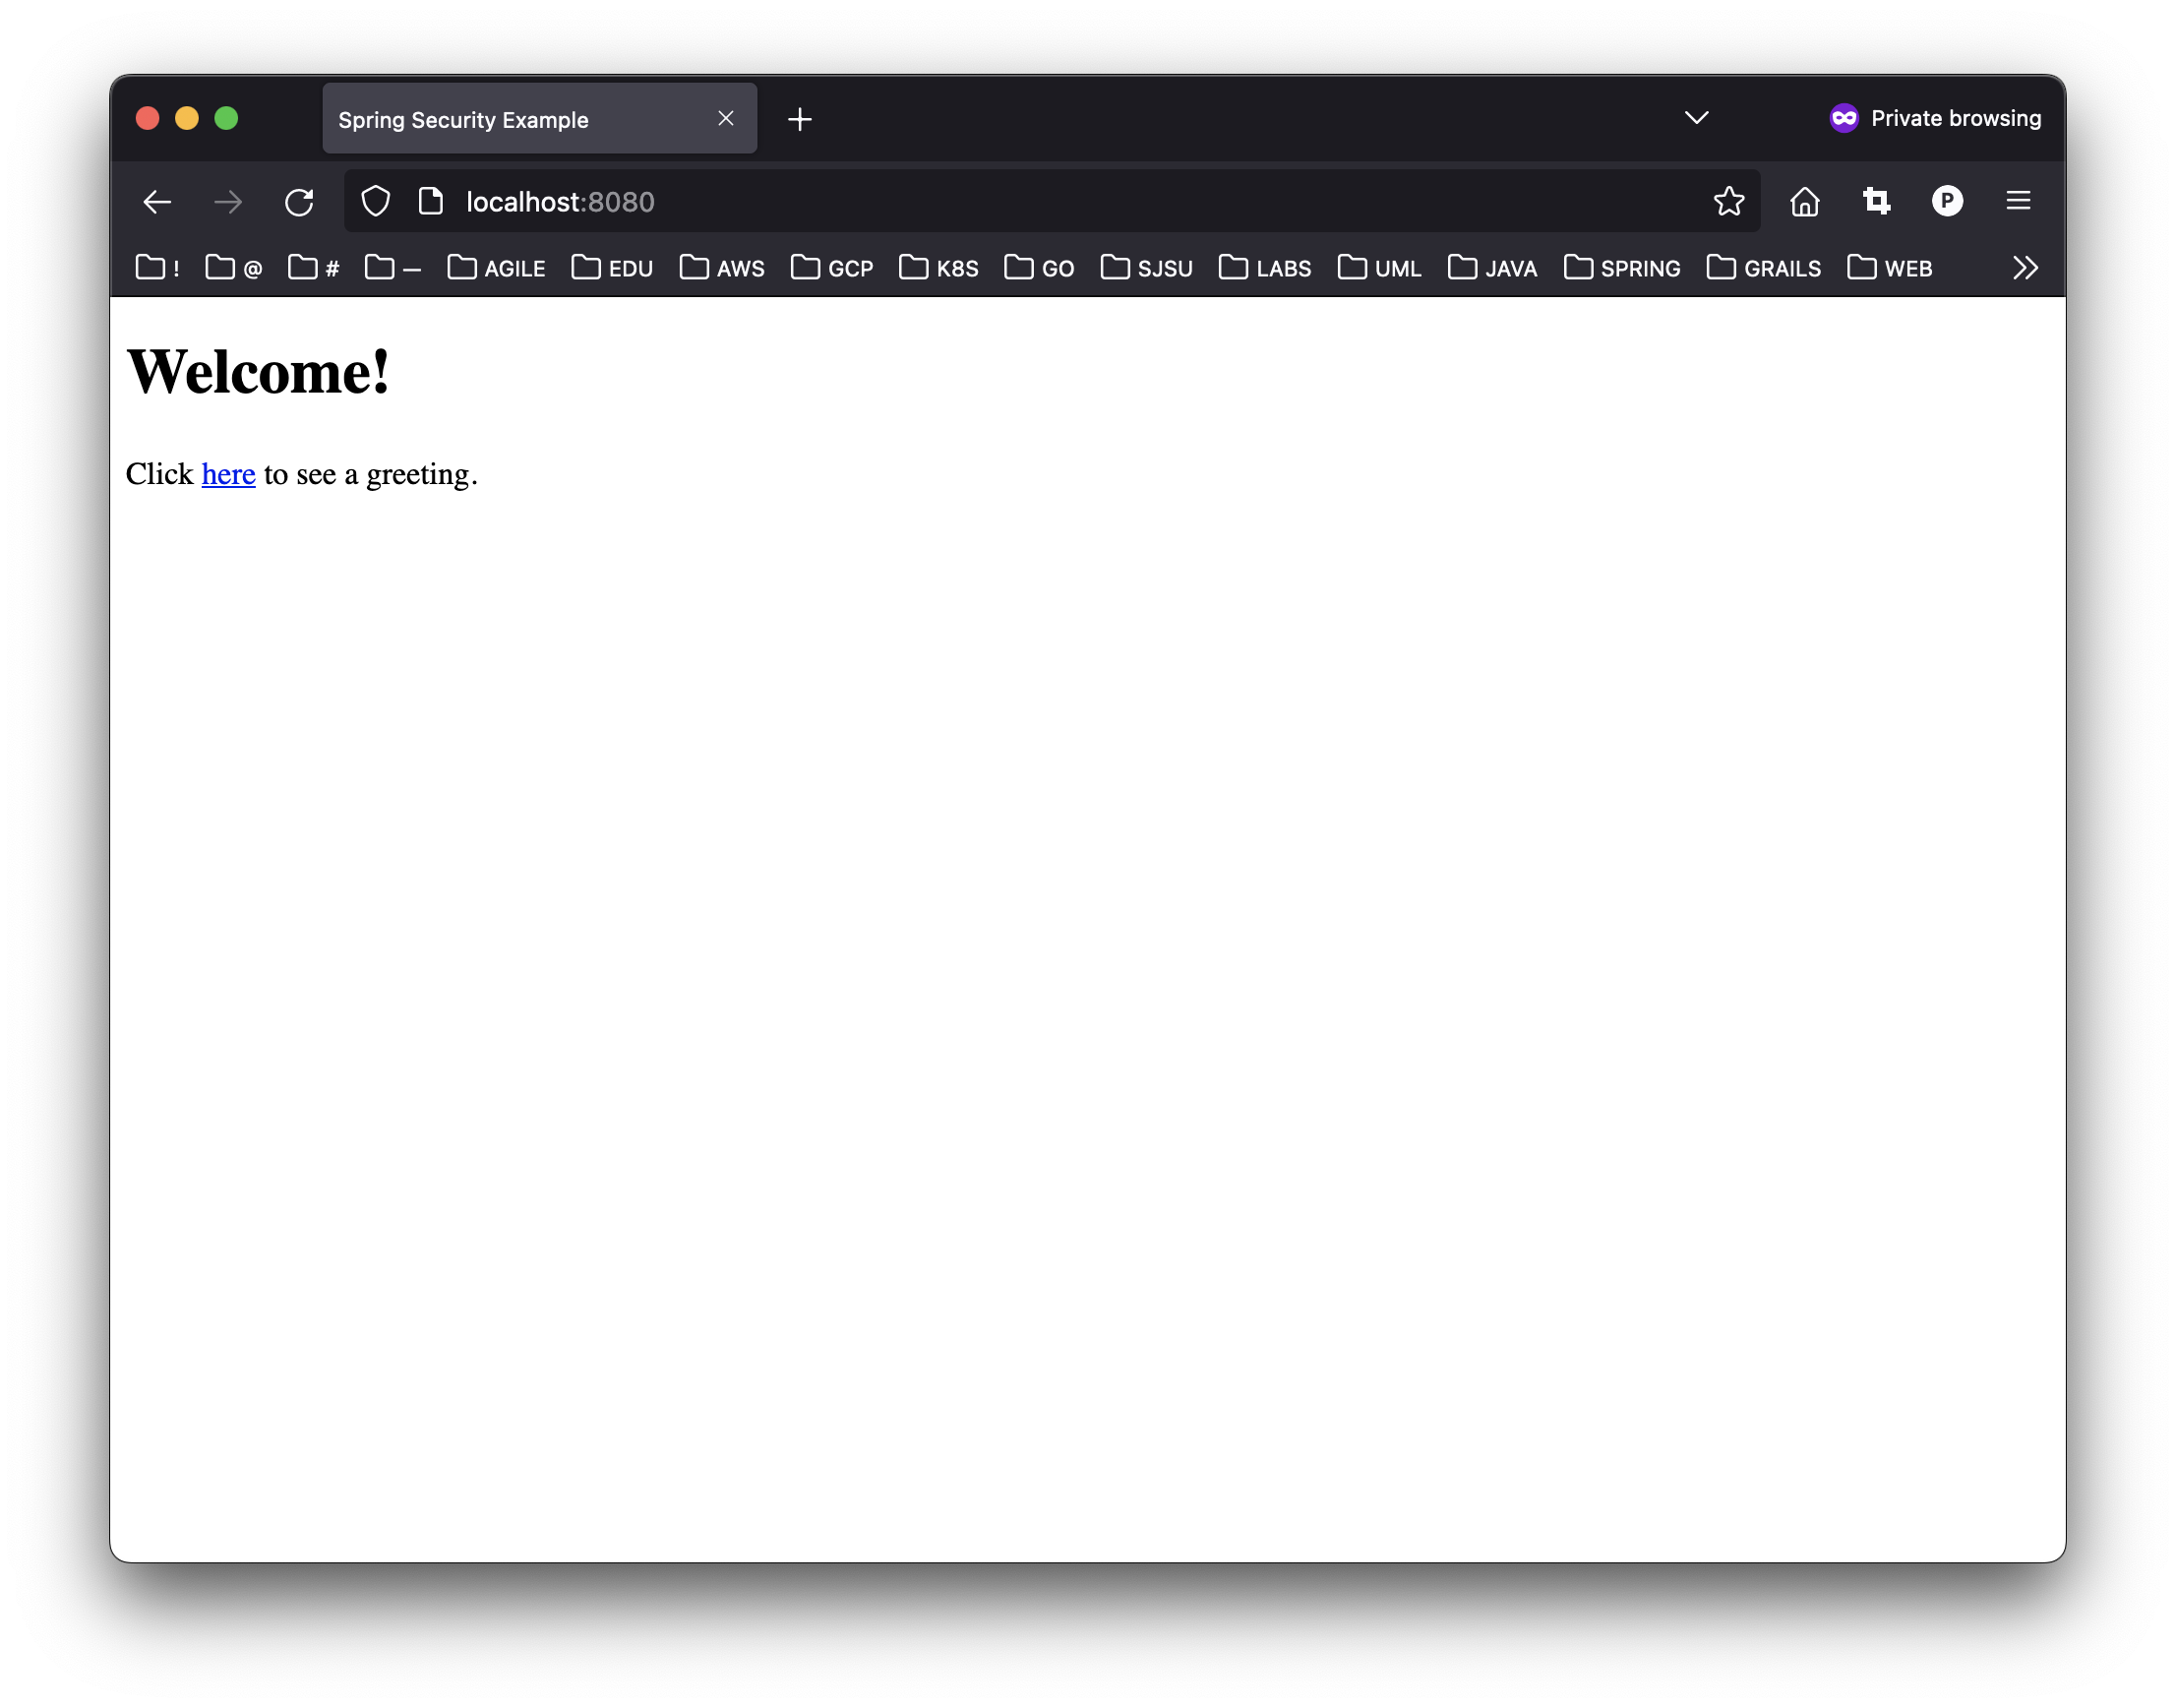 Spring Security Example
Private browsing
localhost:8080
P
! @ # — AGILE EDU AWS GCP K8S GO SJSU LABS UML JAVA SPRING GRAILS WEB
Welcome!
Click here to see a greeting.